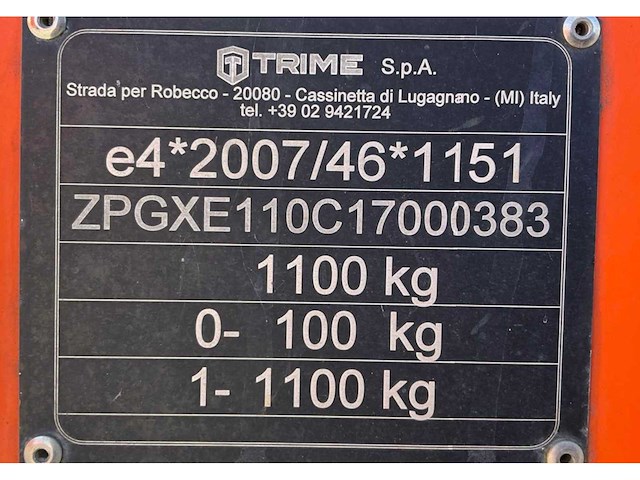 TRIME S.p.A.
Strada per Robecco - 20080 - Cassinetta di Lugagnano - (MI) Italy
tel. +39 02 9421724
e4*2007/46*1151
ZPGXE110C17000383
1100 kg
0- 100 kg
1- 1100 kg